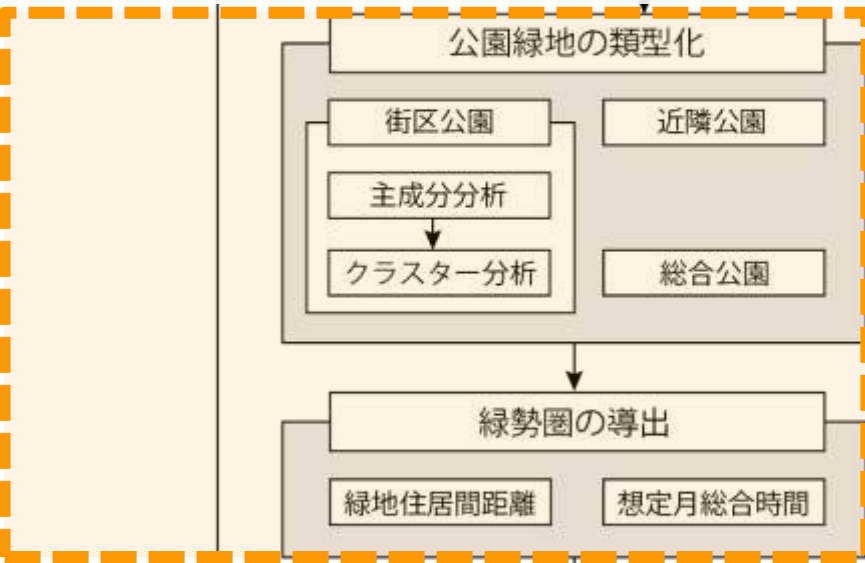 公園緑地の類型化
街区公園
近隣公園
主成分分析
クラスター分析
総合公園
緑勢圏の導出
緑地住居間距離
想定月総合時間